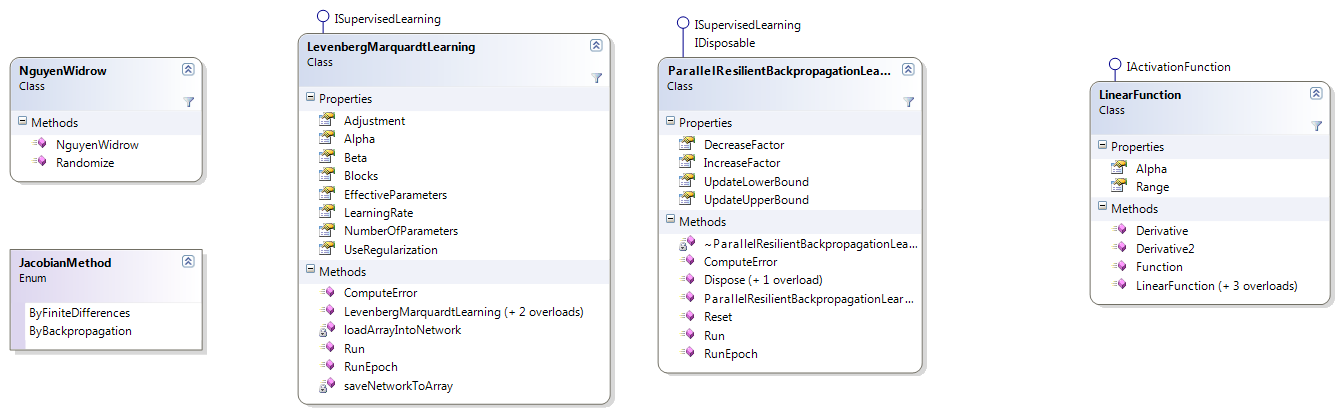 NguyenWidrow
Class
Methods
NguyenWidrow
Randomize
JacobianMethod
Enum
ByFiniteDifferences
ByBackpropagation
ISupervisedLearning
LevenbergMarquardtLearning
Class
Properties
Adjustment
Alpha
Beta
Blocks
EffectiveParameters
LearningRate
NumberOfParameters
UseRegularization
Methods
ComputeError
LevenbergMarquardtLearning (+ 2 overloads)
loadArrayIntoNetwork
Run
RunEpoch
saveNetworkToArray
ISupervisedLearning
IDisposable
ParallelResilientBackpropagationLea...
Class
Properties
DecreaseFactor
IncreaseFactor
UpdateLowerBound
UpdateUpperBound
Methods
~ParallelResilientBackpropagationLea...
ComputeError
Dispose (+ 1 overload)
ParallelResilientBackpropagationLear...
Reset
Run
RunEpoch
IActivationFunction
LinearFunction
Class
Properties
Alpha
Range
Methods
Derivative
Derivative2
Function
LinearFunction (+ 3 overloads)